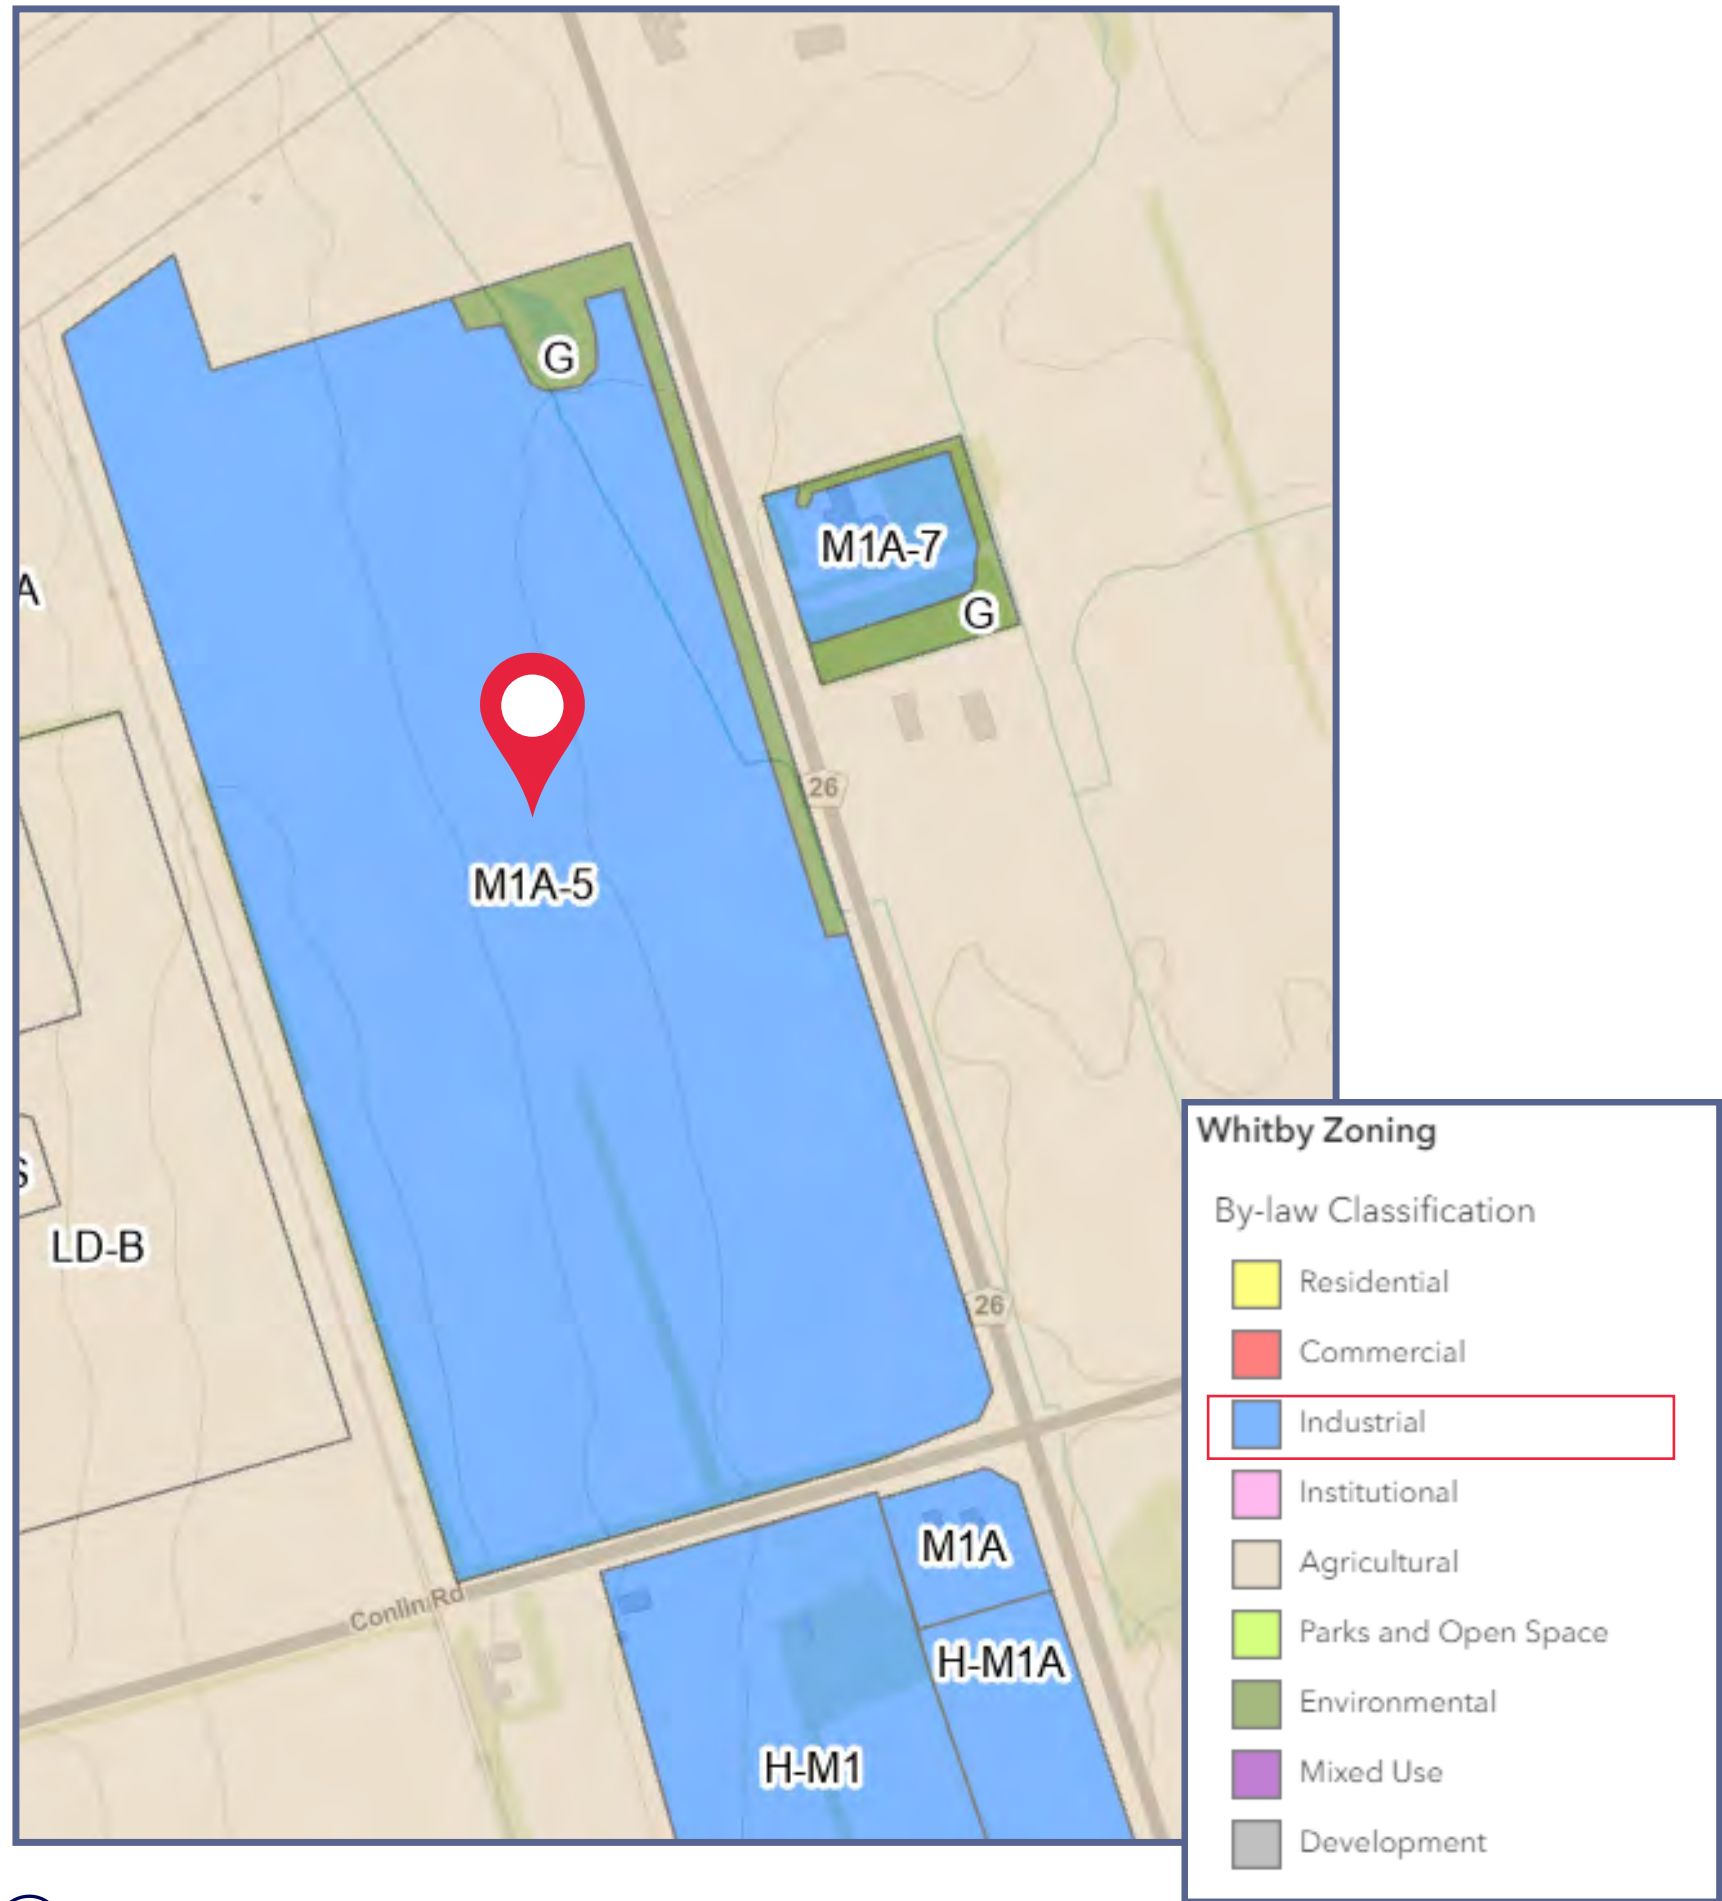 G
M1A-7
A
G
M1A-5
26
S
LD-B
26
Conlin Rd
M1A
H-M1A
H-M1
Whitby Zoning
By-law Classification
Residential
Commercial
Industrial
Institutional
Agricultural
Parks and Open Space
Environmental
Mixed Use
Development